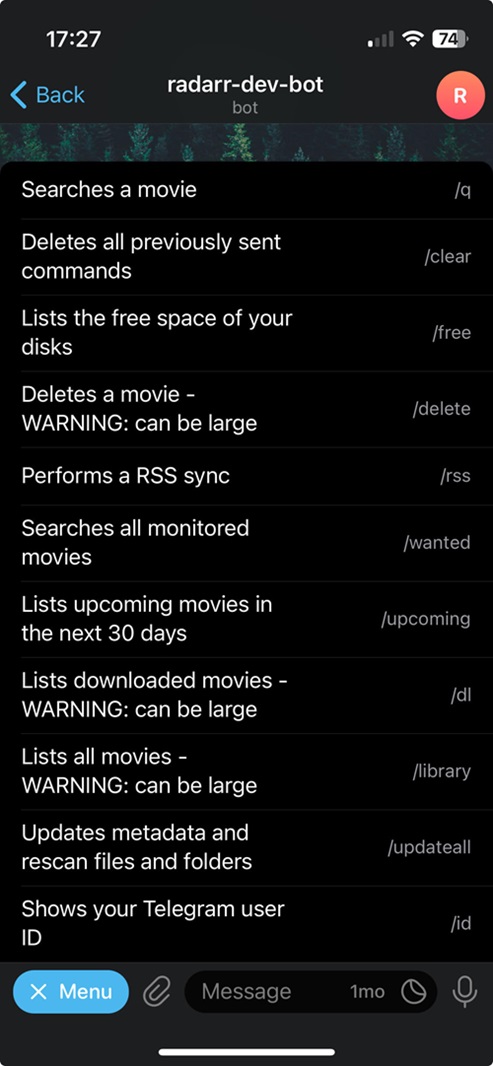 17:27
74
Back
radarr-dev-bot
bot
R
Searches a movie
/q
Deletes all previously sent
commands
/clear
Lists the free space of your
disks
/free
Deletes a movie -
WARNING: can be large
/delete
Performs a RSS sync
/rss
Searches all monitored
movies
/wanted
Lists upcoming movies in
the next 30 days
/upcoming
Lists downloaded movies -
WARNING: can be large
/dl
Lists all movies -
WARNING: can be large
/library
Updates metadata and
rescan files and folders
/updateall
Shows your Telegram user
ID
/id
Menu
Message
1mo